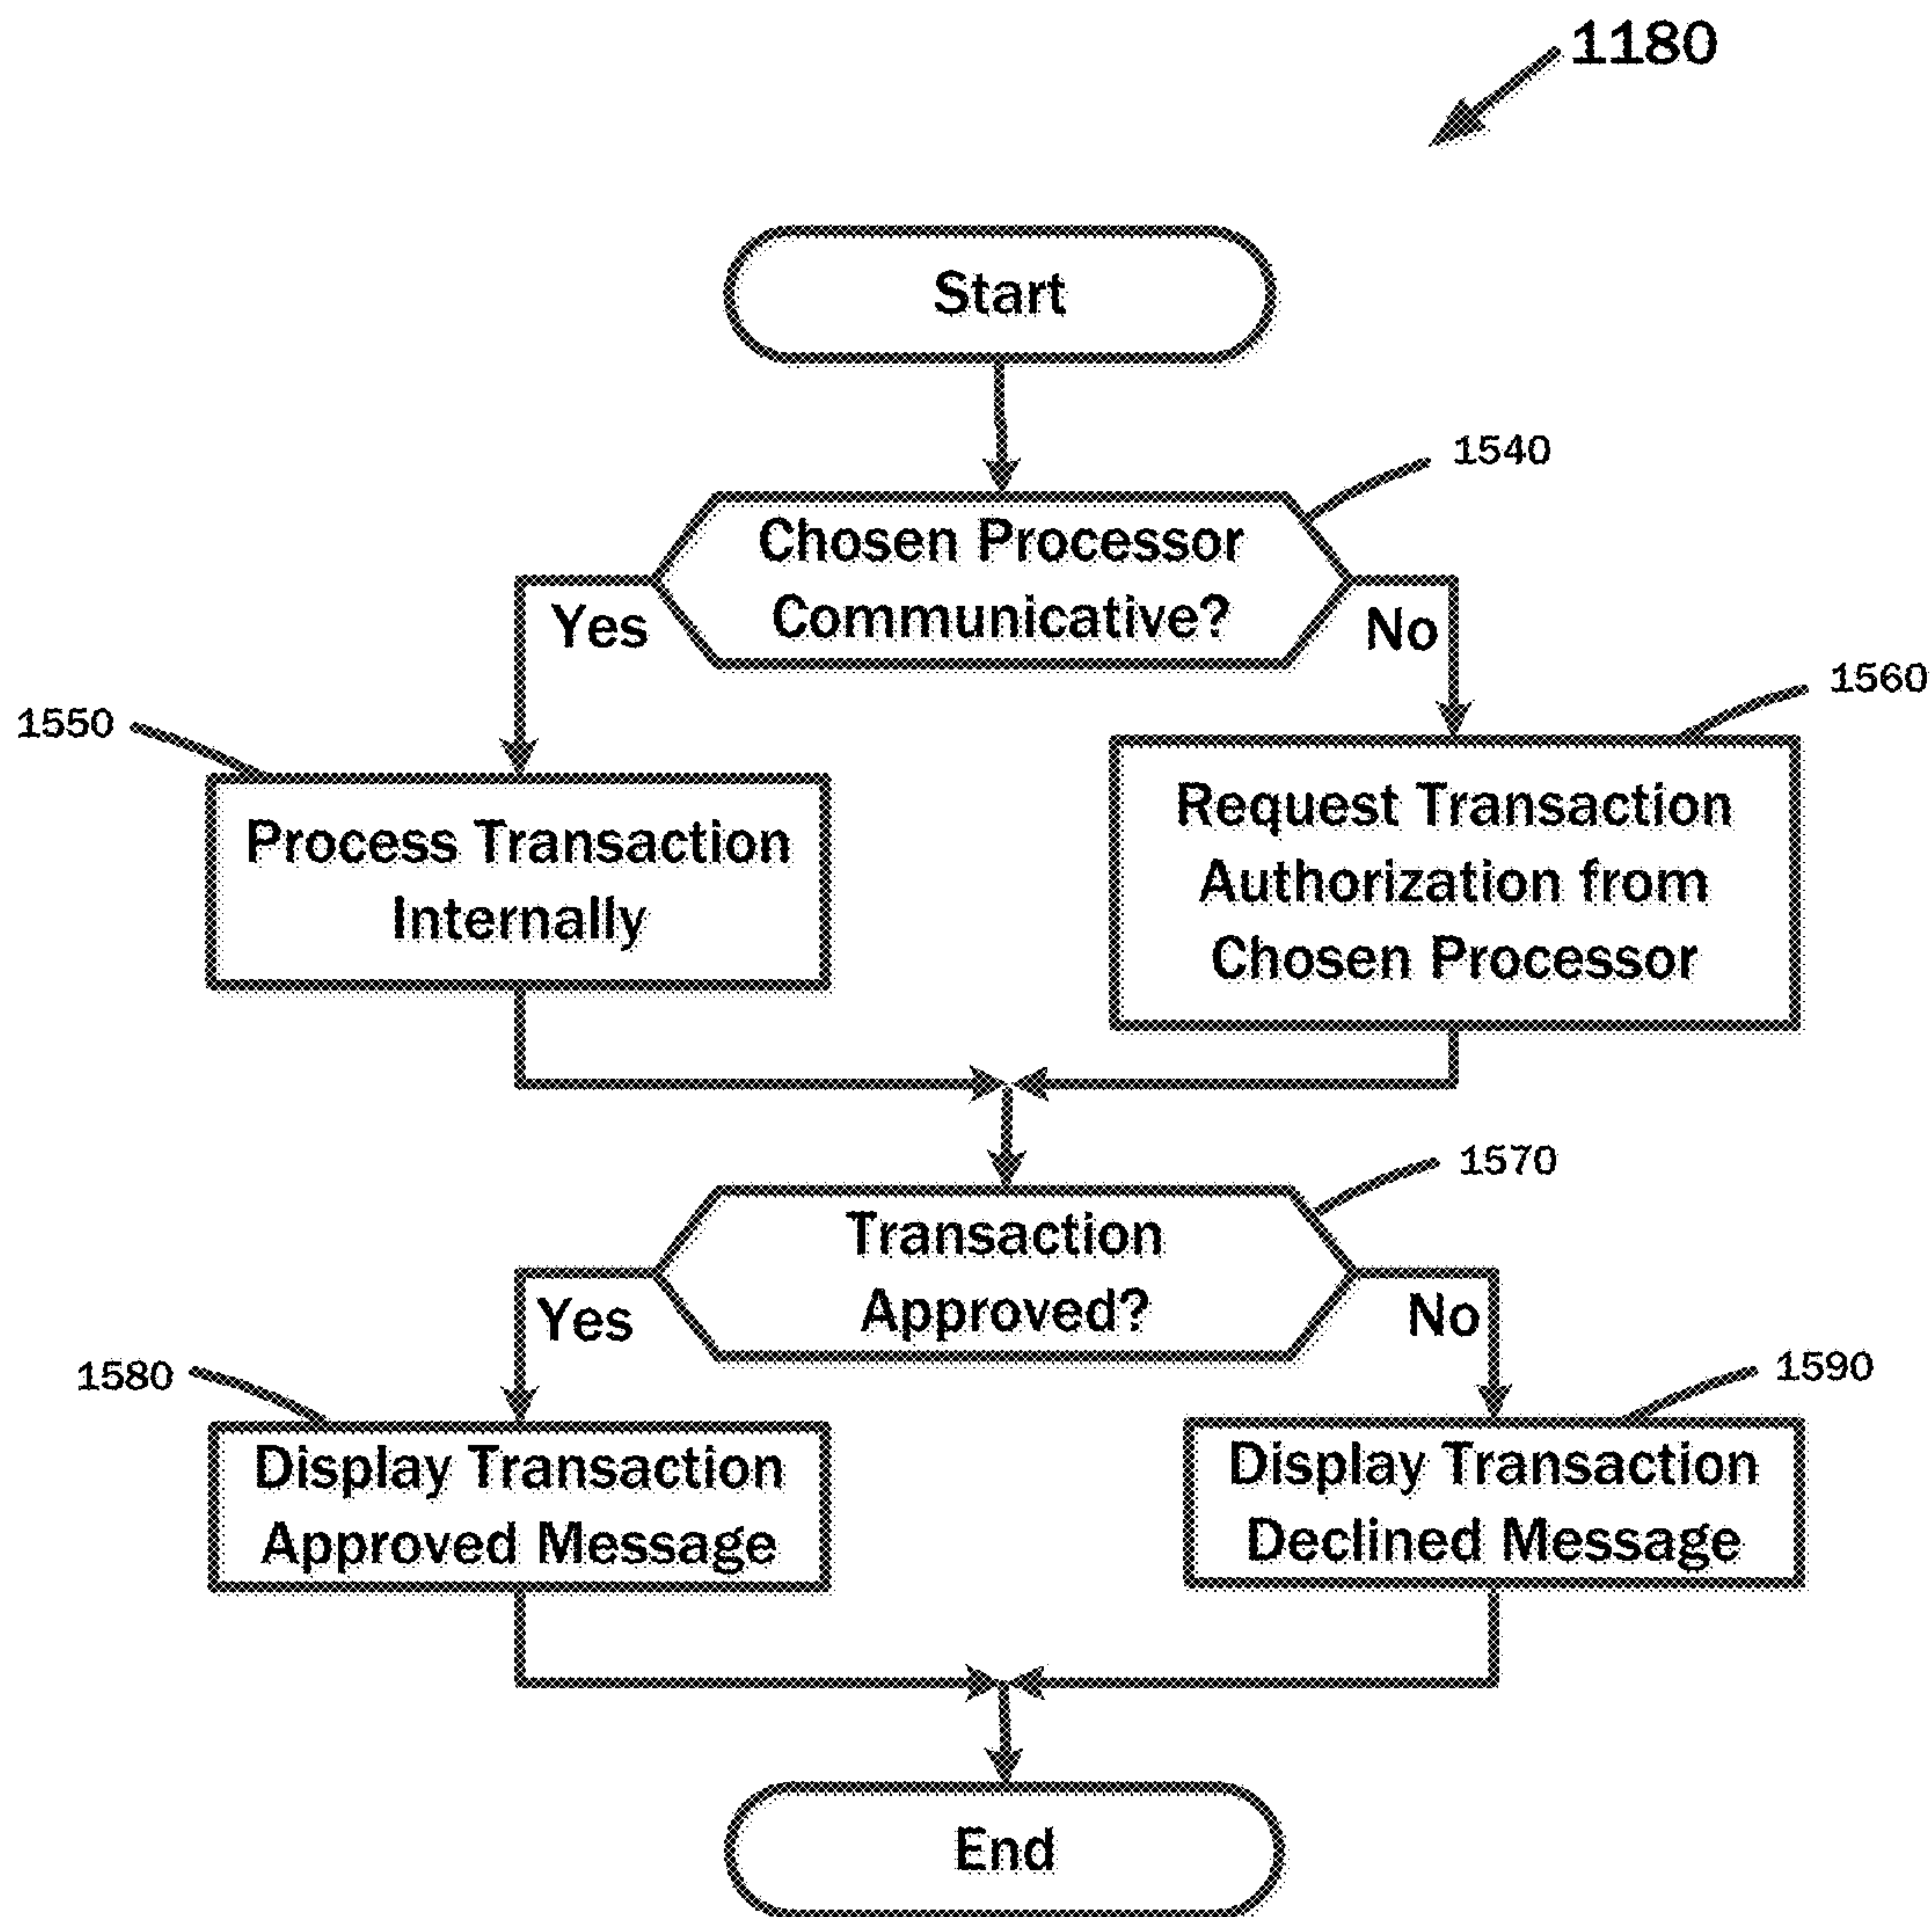 1180
Start
1540
Chosen Processor
Communicative?
Yes
No
1560
1550
Request Transaction
Authorization from
Chosen Processor
Process Transaction
Internally
1570
Transaction
Approved?
Yes
No
1580
1590
Display Transaction
Approved Message
Display Transaction
Declined Message
End